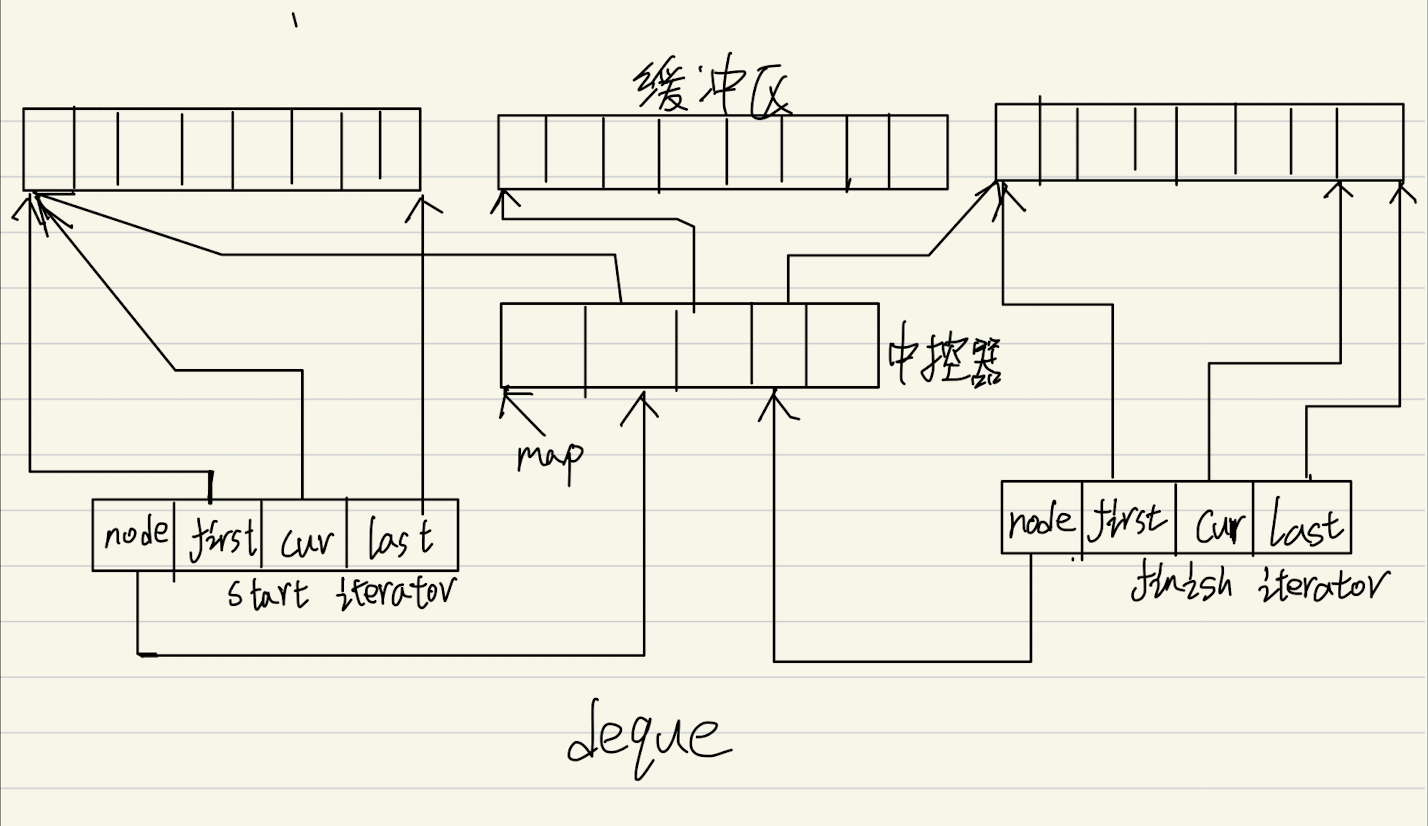 缓冲区
中控器
map
node first cur last
start iterator
node first cur last
finish iterator
deque